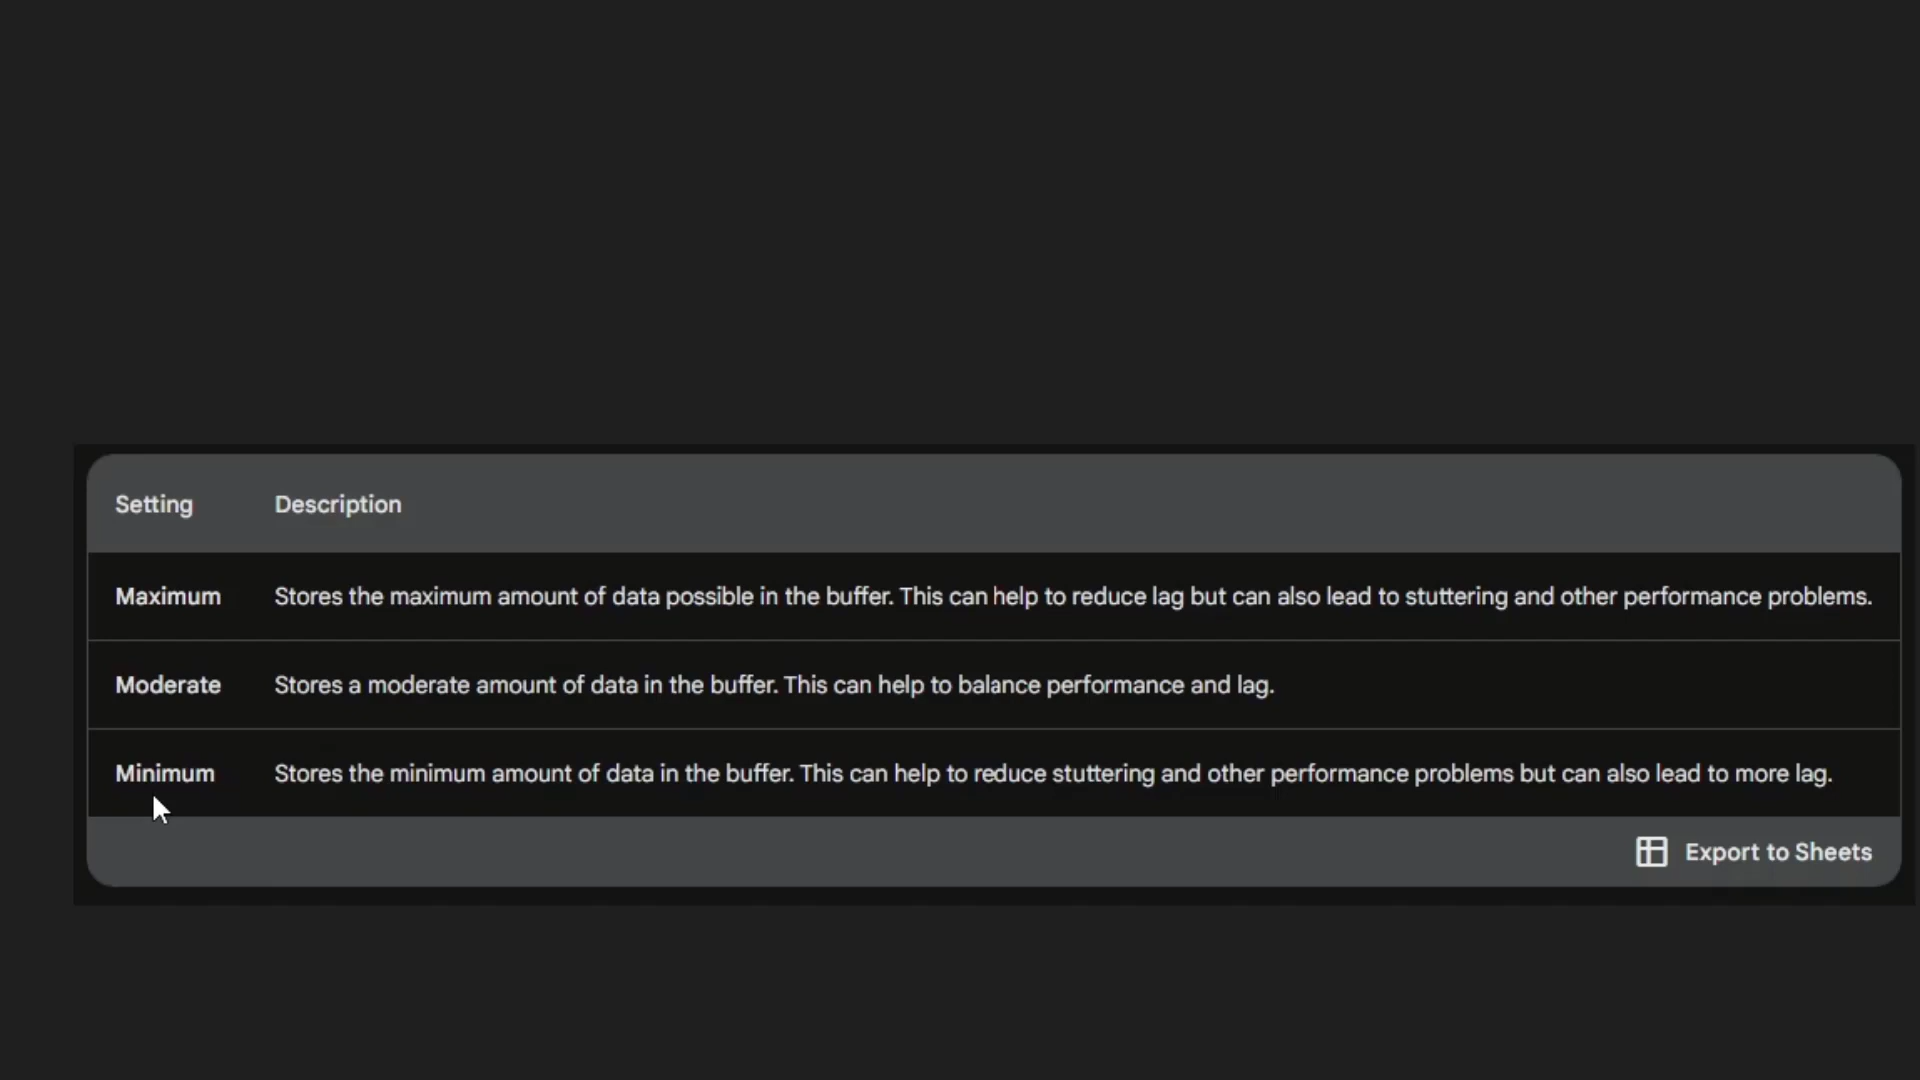 Setting Description
Maximum Stores the maximum amount of data possible in the buffer. This can help to reduce lag but can also lead to stuttering and other performance problems.
Moderate Stores a moderate amount of data in the buffer. This can help to balance performance and lag.
Minimum Stores the minimum amount of data in the buffer. This can help to reduce stuttering and other performance problems but can also lead to more lag.
Export to Sheets